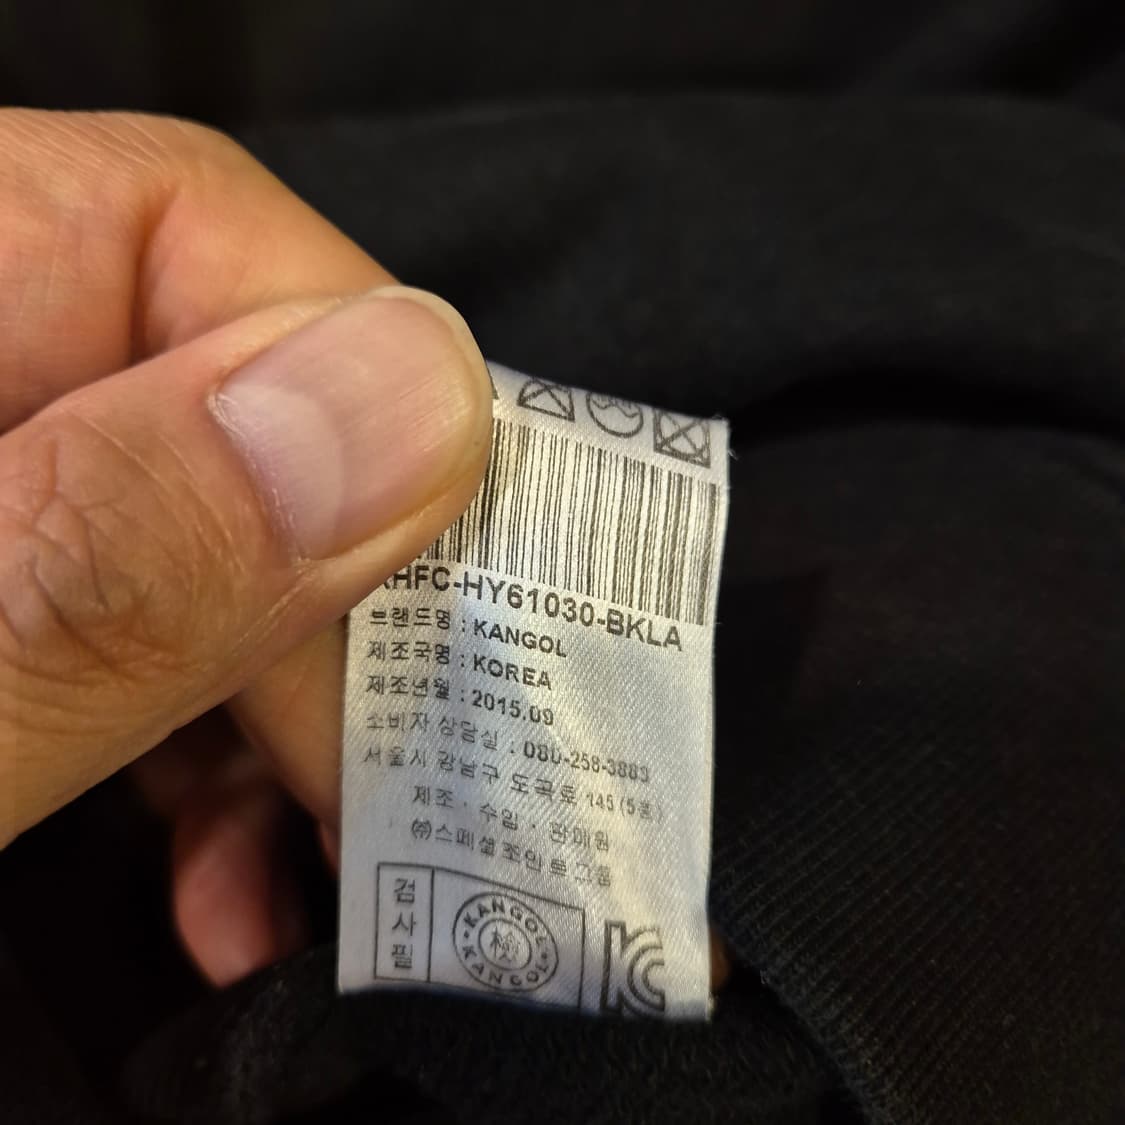 HFC-HY61030-BKLA
브랜드명 : KANGOL
제조국명 : KOREA
제조년월 : 2015.09
소비자 상담실 : 080-258-3883
서울시 강남구 도곡로 145 (5층)
제조 · 수입 · 판매원
㈜스페셜조인트그룹
검사필
KANGOL KANGOL
檢
KC